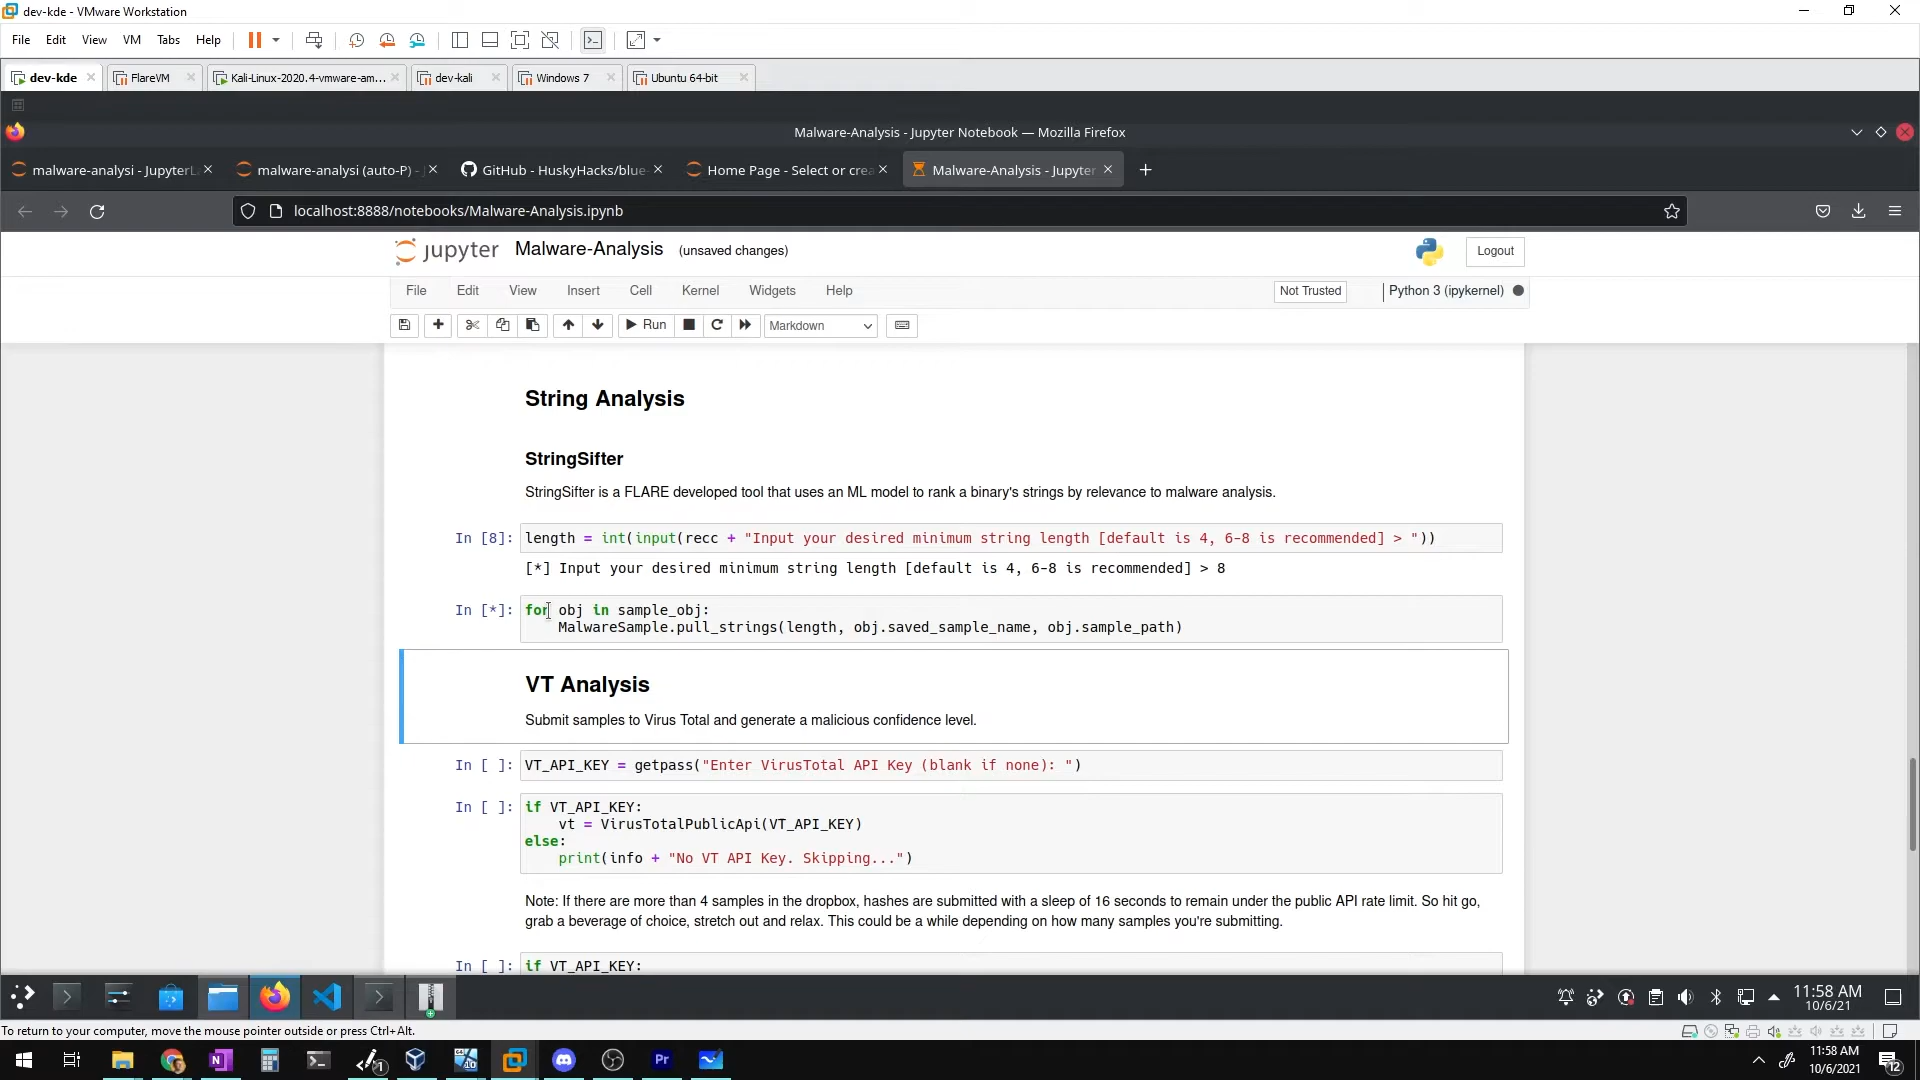 dev-kde - VMware Workstation
File Edit View VM Tabs Help
dev-kde FlareVM Kali-Linux-2020.4-vmware-am... dev-kali Windows 7 Ubuntu 64-bit
Malware-Analysis - Jupyter Notebook — Mozilla Firefox
malware-analysi - JupyterL malware-analysi (auto-P) - GitHub - HuskyHacks/blue- Home Page - Select or crea Malware-Analysis - Jupyter
localhost:8888/notebooks/Malware-Analysis.ipynb
jupyter Malware-Analysis (unsaved changes) Logout
File Edit View Insert Cell Kernel Widgets Help Not Trusted Python 3 (ipykernel)
Run Markdown
String Analysis
StringSifter
StringSifter is a FLARE developed tool that uses an ML model to rank a binary's strings by relevance to malware analysis.
In [8]: length = int(input(recc + "Input your desired minimum string length [default is 4, 6-8 is recommended] > "))
[*] Input your desired minimum string length [default is 4, 6-8 is recommended] > 8
In [*]: for obj in sample_obj:
MalwareSample.pull_strings(length, obj.saved_sample_name, obj.sample_path)
VT Analysis
Submit samples to Virus Total and generate a malicious confidence level.
In [ ]: VT_API_KEY = getpass("Enter VirusTotal API Key (blank if none): ")
In [ ]: if VT_API_KEY:
vt = VirusTotalPublicApi(VT_API_KEY)
else:
print(info + "No VT API Key. Skipping...")
Note: If there are more than 4 samples in the dropbox, hashes are submitted with a sleep of 16 seconds to remain under the public API rate limit. So hit go,
grab a beverage of choice, stretch out and relax. This could be a while depending on how many samples you're submitting.
In [ ]: if VT_API_KEY:
11:58 AM
10/6/21
To return to your computer, move the mouse pointer outside or press Ctrl+Alt.
11:58 AM
10/6/2021